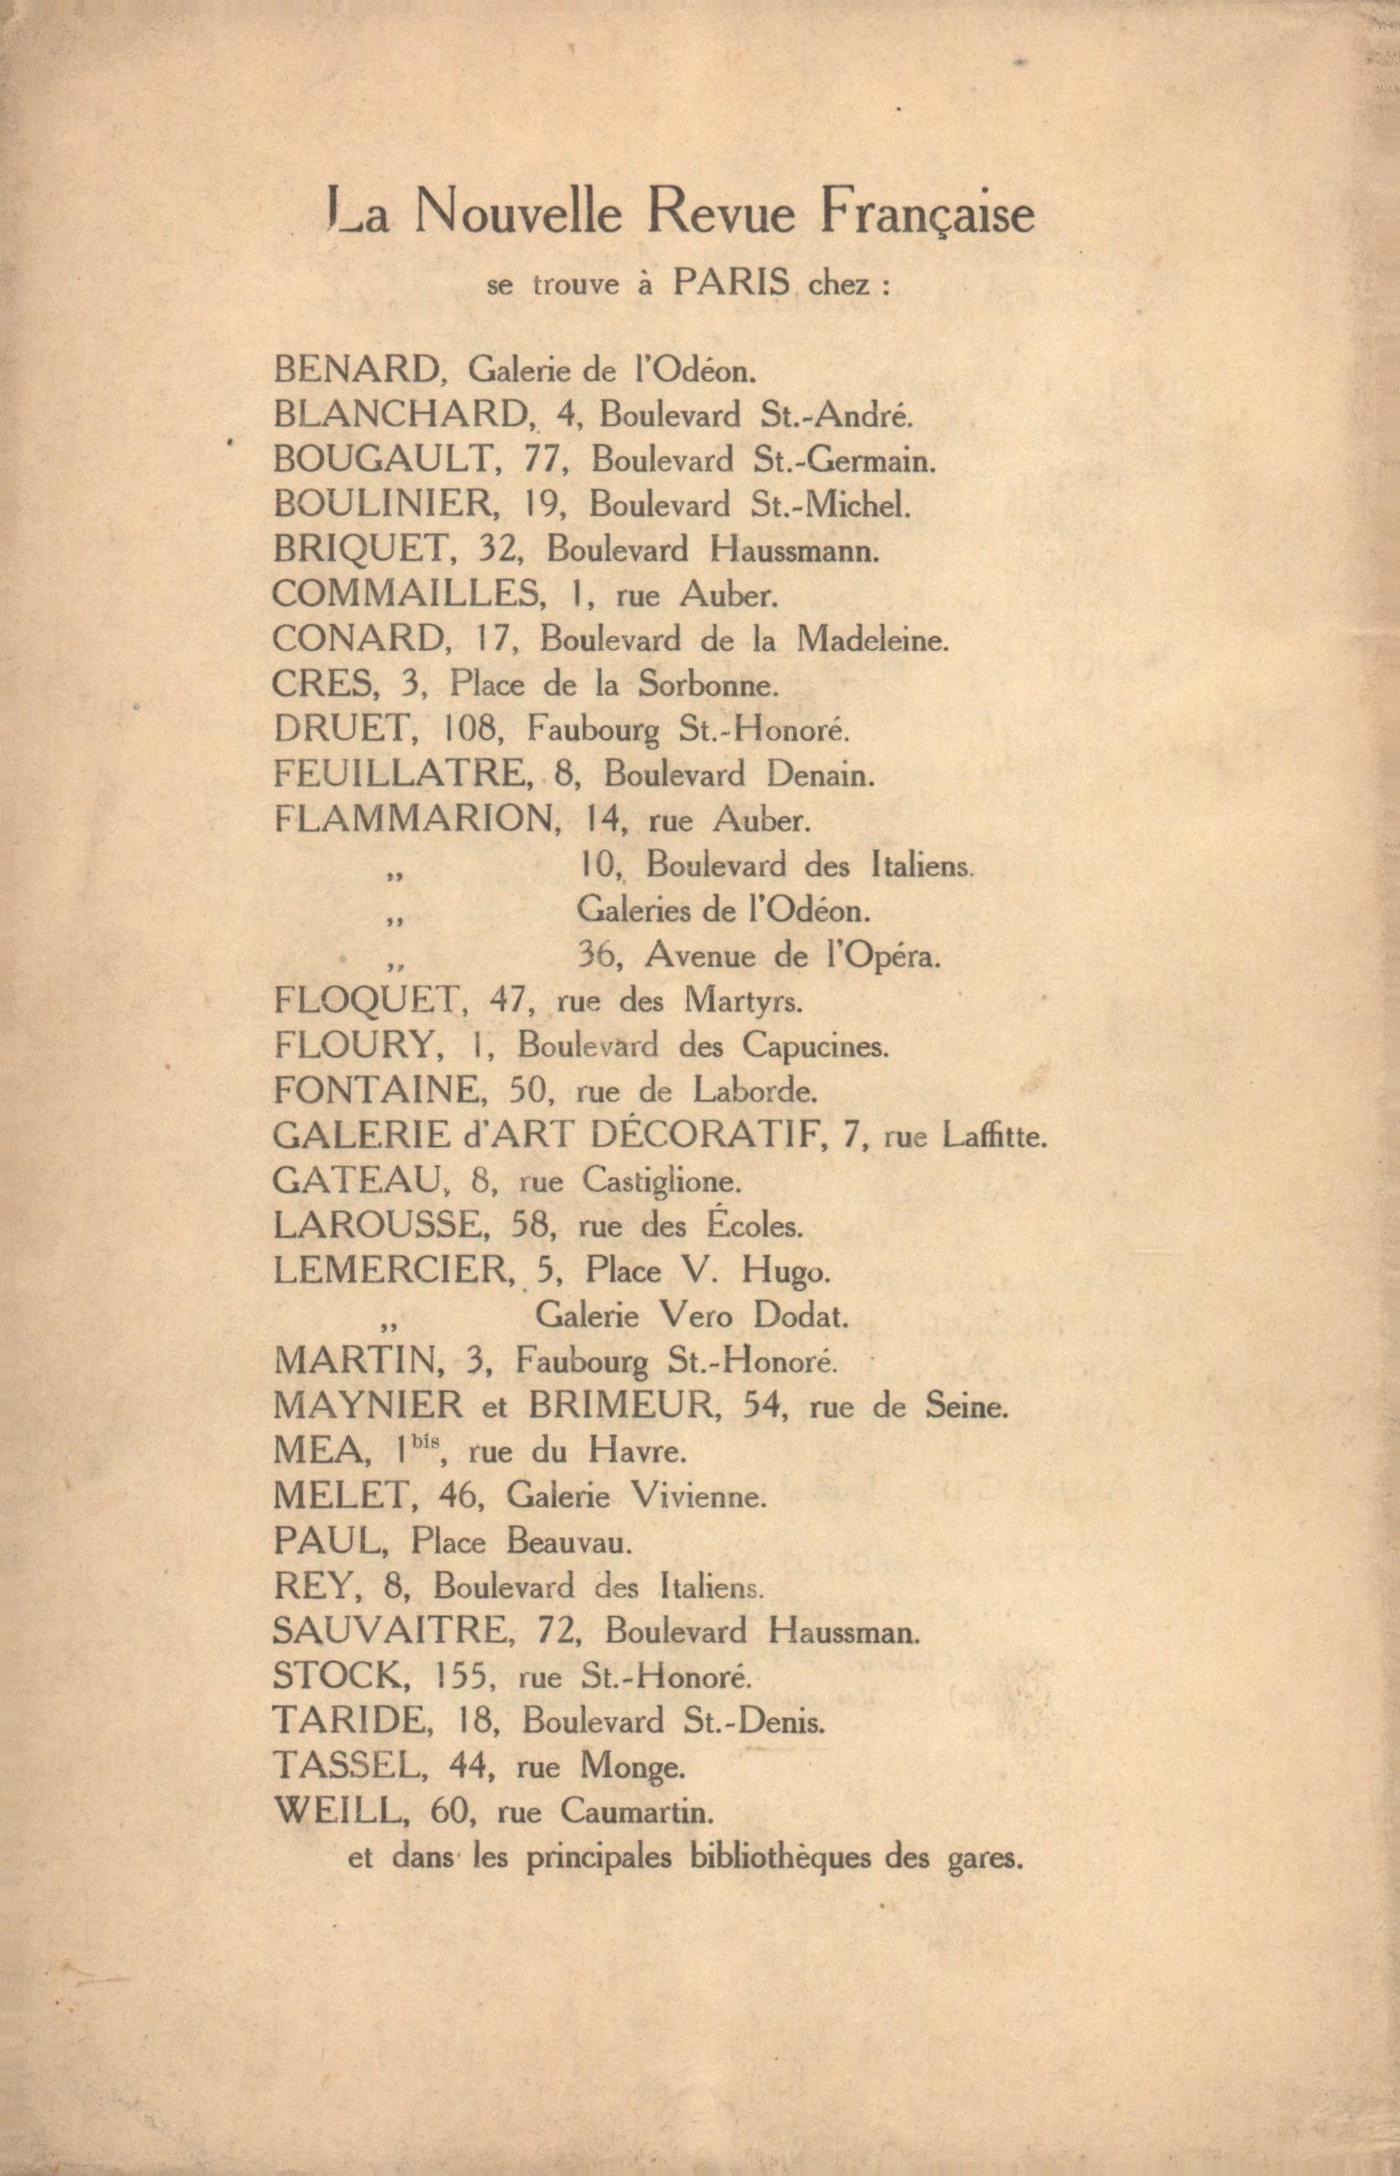 La Nouvelle Revue Française
se trouve à PARIS chez :
BENARD, Galerie de l'Odéon.
BLANCHARD, 4, Boulevard St.-André.
BOUGAULT, 77, Boulevard St.-Germain.
BOULINIER, 19, Boulevard St.-Michel.
BRIQUET, 32, Boulevard Haussmann.
COMMAILLES, 1, rue Auber.
CONARD, 17, Boulevard de la Madeleine.
CRES, 3, Place de la Sorbonne.
DRUET, 108, Faubourg St.-Honoré.
FEUILLATRE, 8, Boulevard Denain.
FLAMMARION, 14, rue Auber.
„ 10, Boulevard des Italiens.
„ Galeries de l'Odéon.
„ 36, Avenue de l'Opéra.
FLOQUET, 47, rue des Martyrs.
FLOURY, 1, Boulevard des Capucines.
FONTAINE, 50, rue de Laborde.
GALERIE d'ART DÉCORATIF, 7, rue Laffitte.
GATEAU, 8, rue Castiglione.
LAROUSSE, 58, rue des Écoles.
LEMERCIER, 5, Place V. Hugo.
„ Galerie Vero Dodat.
MARTIN, 3, Faubourg St.-Honoré.
MAYNIER et BRIMEUR, 54, rue de Seine.
MEA, 1bis, rue du Havre.
MELET, 46, Galerie Vivienne.
PAUL, Place Beauvau.
REY, 8, Boulevard des Italiens.
SAUVAITRE, 72, Boulevard Haussman.
STOCK, 155, rue St.-Honoré.
TARIDE, 18, Boulevard St.-Denis.
TASSEL, 44, rue Monge.
WEILL, 60, rue Caumartin.
et dans les principales bibliothèques des gares.